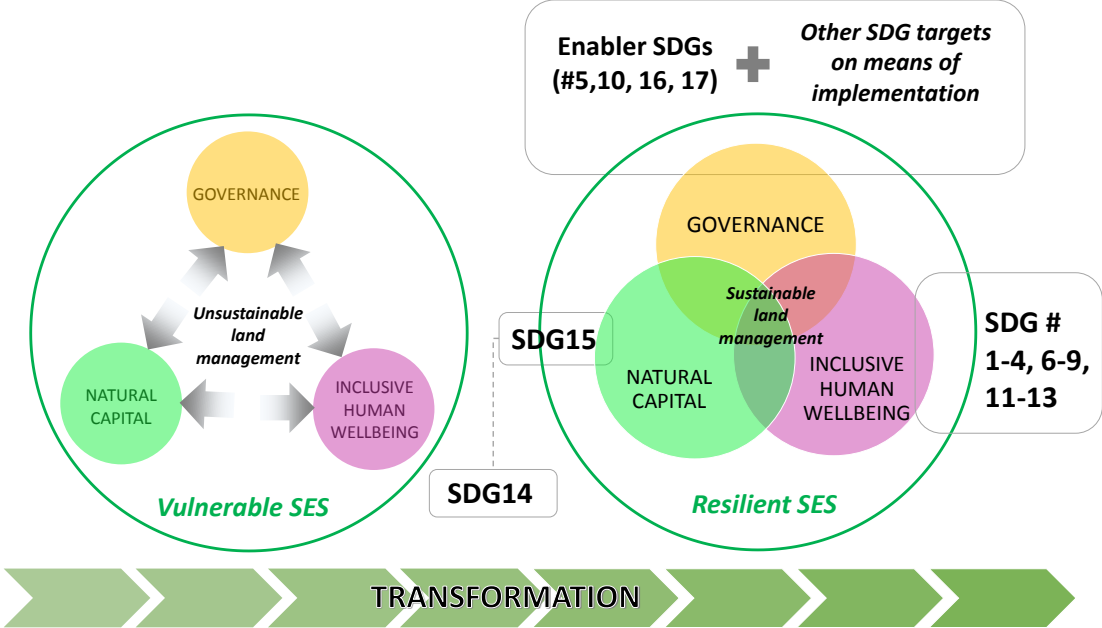 Enabler SDGs
(#5,10, 16, 17)
Other SDG targets
on means of
implementation
GOVERNANCE
Unsustainable
land
management
NATURAL
CAPITAL
INCLUSIVE
HUMAN
WELLBEING
Vulnerable SES
SDG15
SDG14
GOVERNANCE
Sustainable
land
management
NATURAL
CAPITAL
INCLUSIVE
HUMAN
WELLBEING
Resilient SES
SDG #
1-4, 6-9,
11-13
TRANSFORMATION